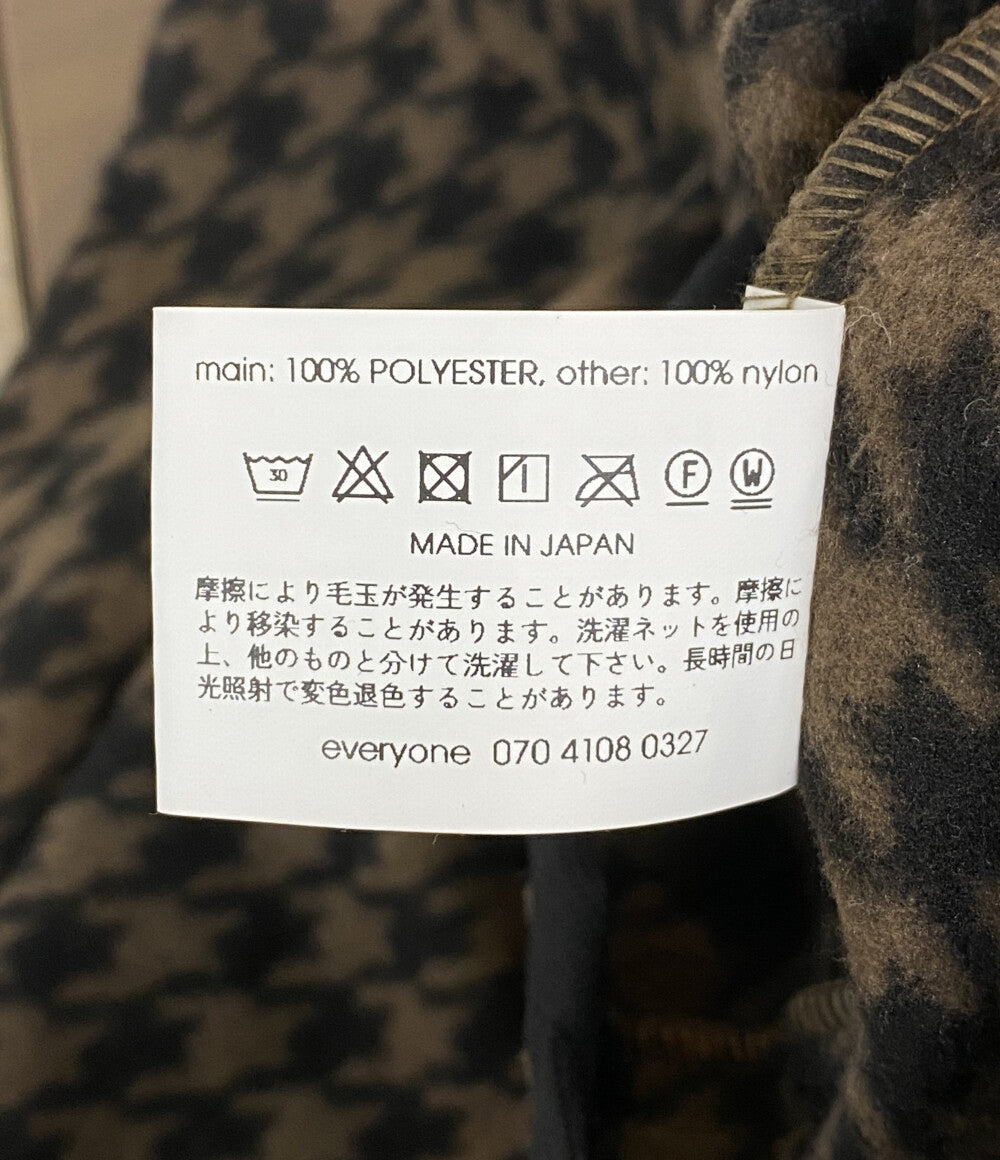 main: 100% POLYESTER, other: 100% nylon
30 F W
MADE IN JAPAN
摩擦により毛玉が発生することがあります。摩擦に
より移染することがあります。洗濯ネットを使用の
上、他のものと分けて洗濯して下さい。長時間の日
光照射で変色退色することがあります。
everyone 070 4108 0327